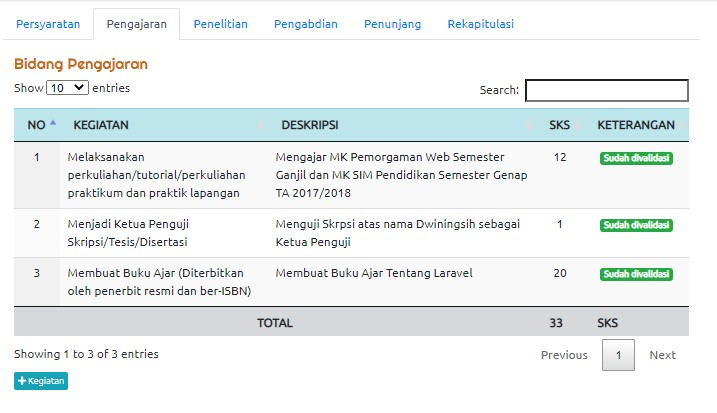 Persyaratan Pengajaran Penelitian Pengabdian Penunjang Rekapitulasi
Bidang Pengajaran
Show 10 entries Search:
NO KEGIATAN DESKRIPSI SKS KETERANGAN
1 Melaksanakan Mengajar MK Pemorgaman Web Semester 12 Sudah divalidasi
perkuliahan/tutorial/perkuliahan Ganjil dan MK SIM Pendidikan Semester Genap
praktikum dan praktik lapangan TA 2017/2018
2 Menjadi Ketua Penguji Menguji Skrpsi atas nama Dwiningsih sebagai 1 Sudah divalidasi
Skripsi/Tesis/Disertasi Ketua Penguji
3 Membuat Buku Ajar (Diterbitkan Membuat Buku Ajar Tentang Laravel 20 Sudah divalidasi
oleh penerbit resmi dan ber-ISBN)
TOTAL 33 SKS
Showing 1 to 3 of 3 entries Previous 1 Next
+ Kegiatan